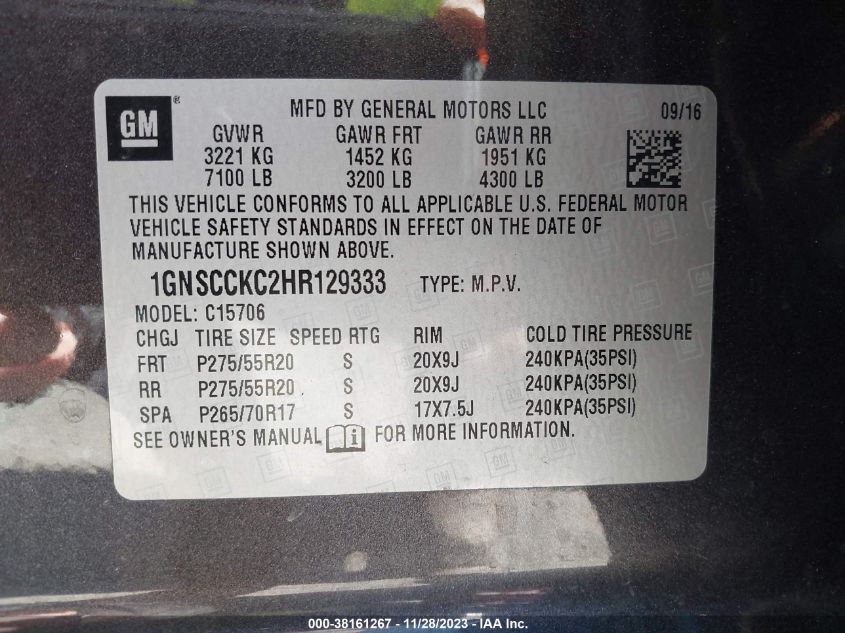 GM ® MFD BY GENERAL MOTORS LLC 09/16
GVWR GAWR FRT GAWR RR
3221 KG 1452 KG 1951 KG
7100 LB 3200 LB 4300 LB
THIS VEHICLE CONFORMS TO ALL APPLICABLE U.S. FEDERAL MOTOR
VEHICLE SAFETY STANDARDS IN EFFECT ON THE DATE OF
MANUFACTURE SHOWN ABOVE.
1GNSCCKC2HR129333 TYPE: M.P.V.
MODEL: C15706
CHGJ TIRE SIZE SPEED RTG RIM COLD TIRE PRESSURE
FRT P275/55R20 S 20X9J 240KPA(35PSI)
RR P275/55R20 S 20X9J 240KPA(35PSI)
SPA P265/70R17 S 17X7.5J 240KPA(35PSI)
SEE OWNER'S MANUAL i FOR MORE INFORMATION.
000-38161267 - 11/28/2023 - IAA Inc.